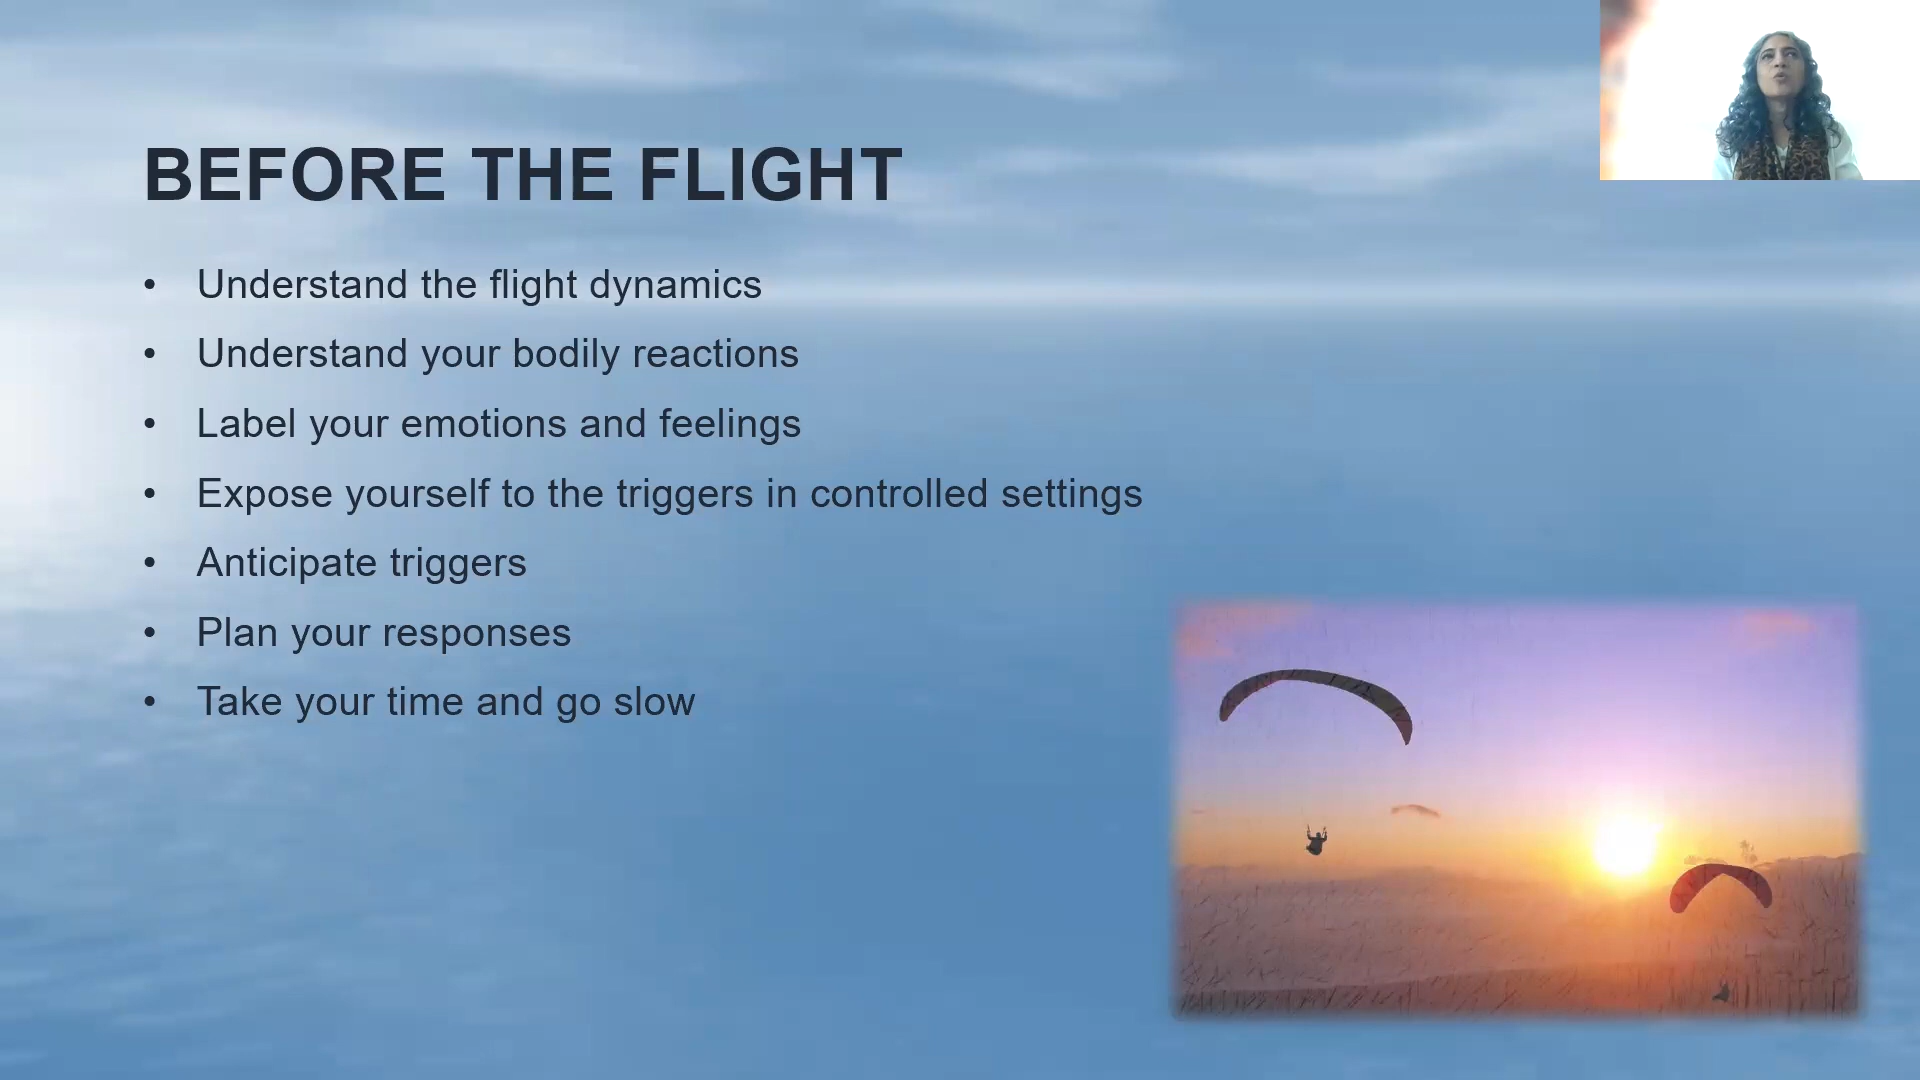 BEFORE THE FLIGHT
• Understand the flight dynamics
• Understand your bodily reactions
• Label your emotions and feelings
• Expose yourself to the triggers in controlled settings
• Anticipate triggers
• Plan your responses
• Take your time and go slow